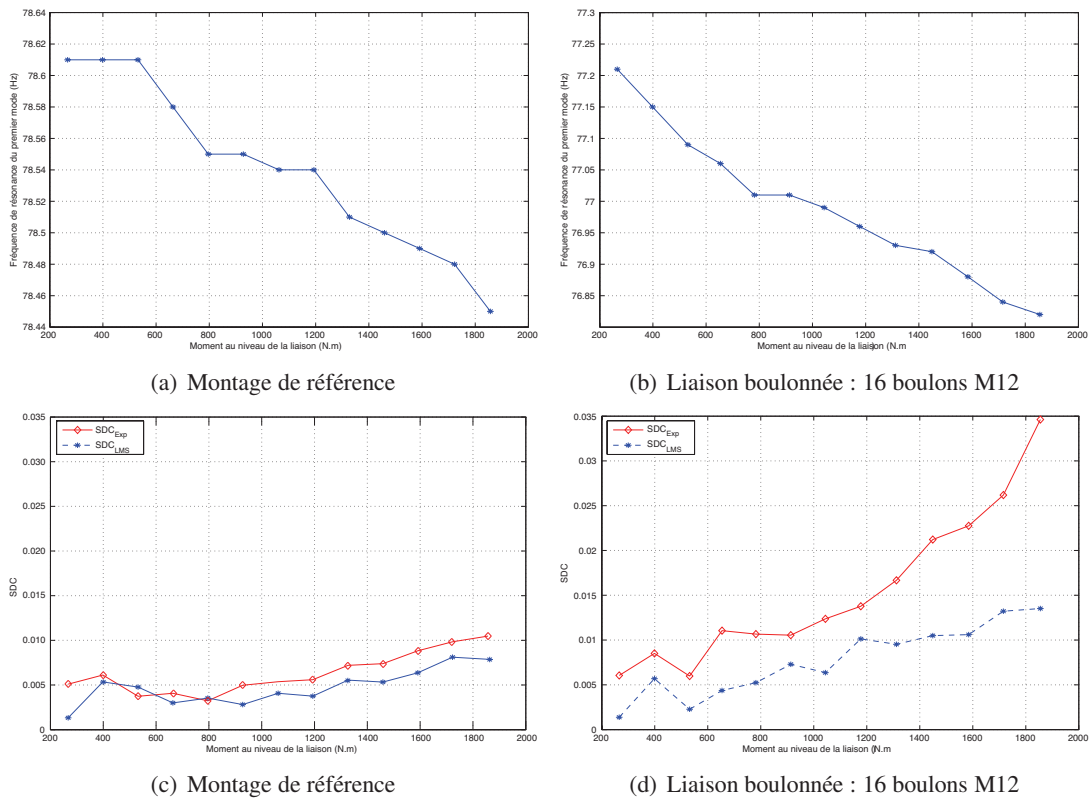 78.64
78.62
78.6
78.58
78.56
78.54
78.52
78.5
78.48
78.46
78.44
Fréquence de résonance du premier mode (Hz)
200 400 600 800 1000 1200 1400 1600 1800 2000
Moment au niveau de la liaison (N.m)
(a) Montage de référence
77.3
77.2
77.15
77.1
77.05
77
76.95
76.9
76.85
Fréquence de résonance du premier mode (Hz)
200 400 600 800 1000 1200 1400 1600 1800 2000
Moment au niveau de la liaison (N.m
(b) Liaison boulonnée : 16 boulons M12
SDC Exp
SDC LMS
0.035
0.030
0.025
0.020
0.015
0.010
0.005
0
SDC
200 400 600 800 1000 1200 1400 1600 1800 2000
Moment au niveau de la liaison (N.m)
(c) Montage de référence
SDC Exp
SDC LMS
0.035
0.03
0.025
0.02
0.015
0.01
0.005
0
SDC
200 400 600 800 1000 1200 1400 1600 1800 2000
Moment au niveau de la liaison (N.m
(d) Liaison boulonnée : 16 boulons M12